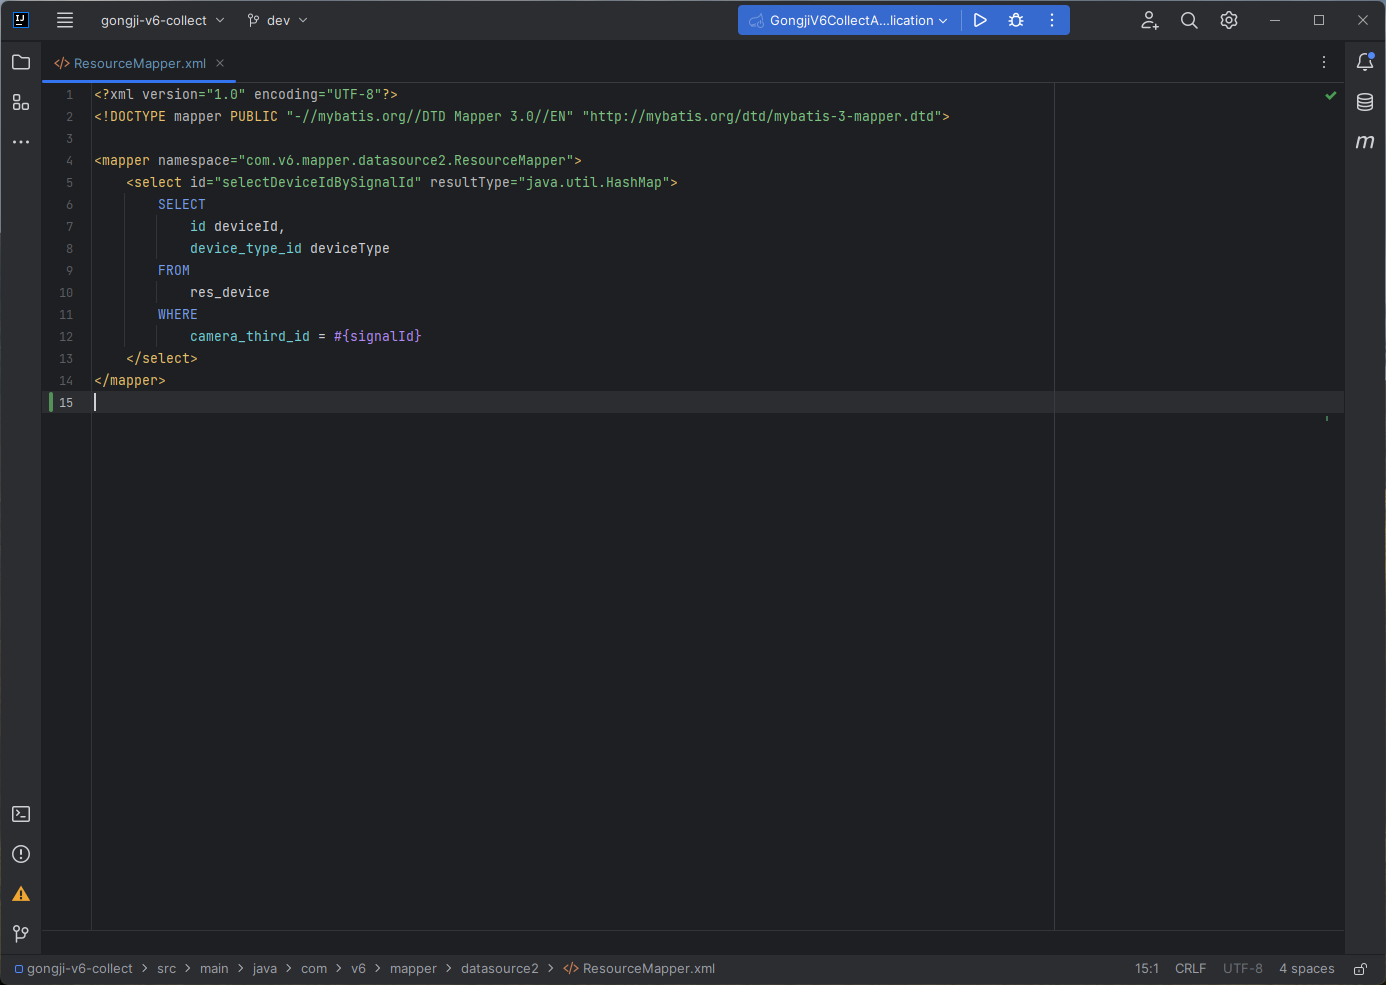 gongji-v6-collect dev GongjiV6CollectA...lication
ResourceMapper.xml
1 <?xml version="1.0" encoding="UTF-8"?>
2 <!DOCTYPE mapper PUBLIC "-//mybatis.org//DTD Mapper 3.0//EN" "http://mybatis.org/dtd/mybatis-3-mapper.dtd">
3
4 <mapper namespace="com.v6.mapper.datasource2.ResourceMapper">
5 <select id="selectDeviceIdBySignalId" resultType="java.util.HashMap">
6 SELECT
7 id deviceId,
8 device_type_id deviceType
9 FROM
10 res_device
11 WHERE
12 camera_third_id = #{signalId}
13 </select>
14 </mapper>
15
gongji-v6-collect > src > main > java > com > v6 > mapper > datasource2 > </> ResourceMapper.xml 15:1 CRLF UTF-8 4 spaces